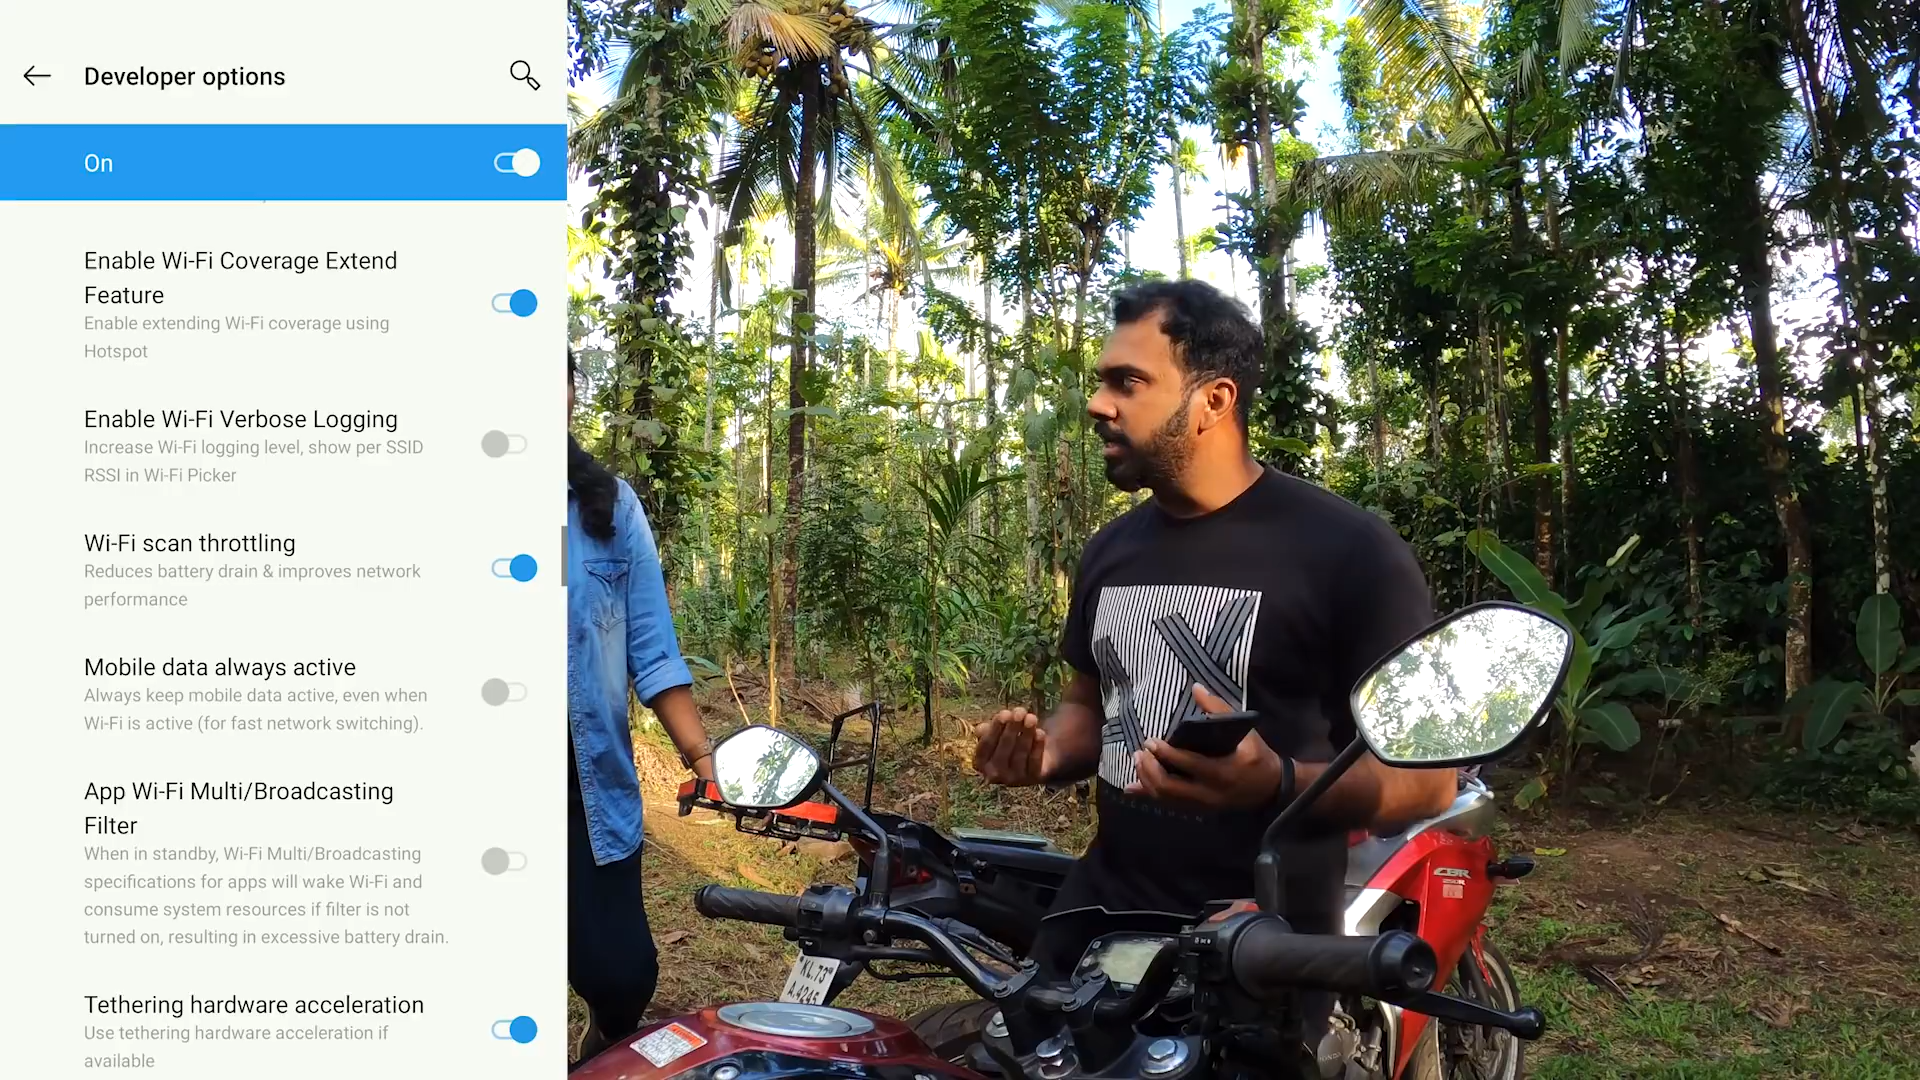 Developer options
On
Enable Wi-Fi Coverage Extend
Feature
Enable extending Wi-Fi coverage using
Hotspot
Enable Wi-Fi Verbose Logging
Increase Wi-Fi logging level, show per SSID
RSSI in Wi-Fi Picker
Wi-Fi scan throttling
Reduces battery drain & improves network
performance
Mobile data always active
Always keep mobile data active, even when
Wi-Fi is active (for fast network switching).
App Wi-Fi Multi/Broadcasting
Filter
When in standby, Wi-Fi Multi/Broadcasting
specifications for apps will wake Wi-Fi and
consume system resources if filter is not
turned on, resulting in excessive battery drain.
Tethering hardware acceleration
Use tethering hardware acceleration if
available
CBR
KL.73
A.4245
HONDA